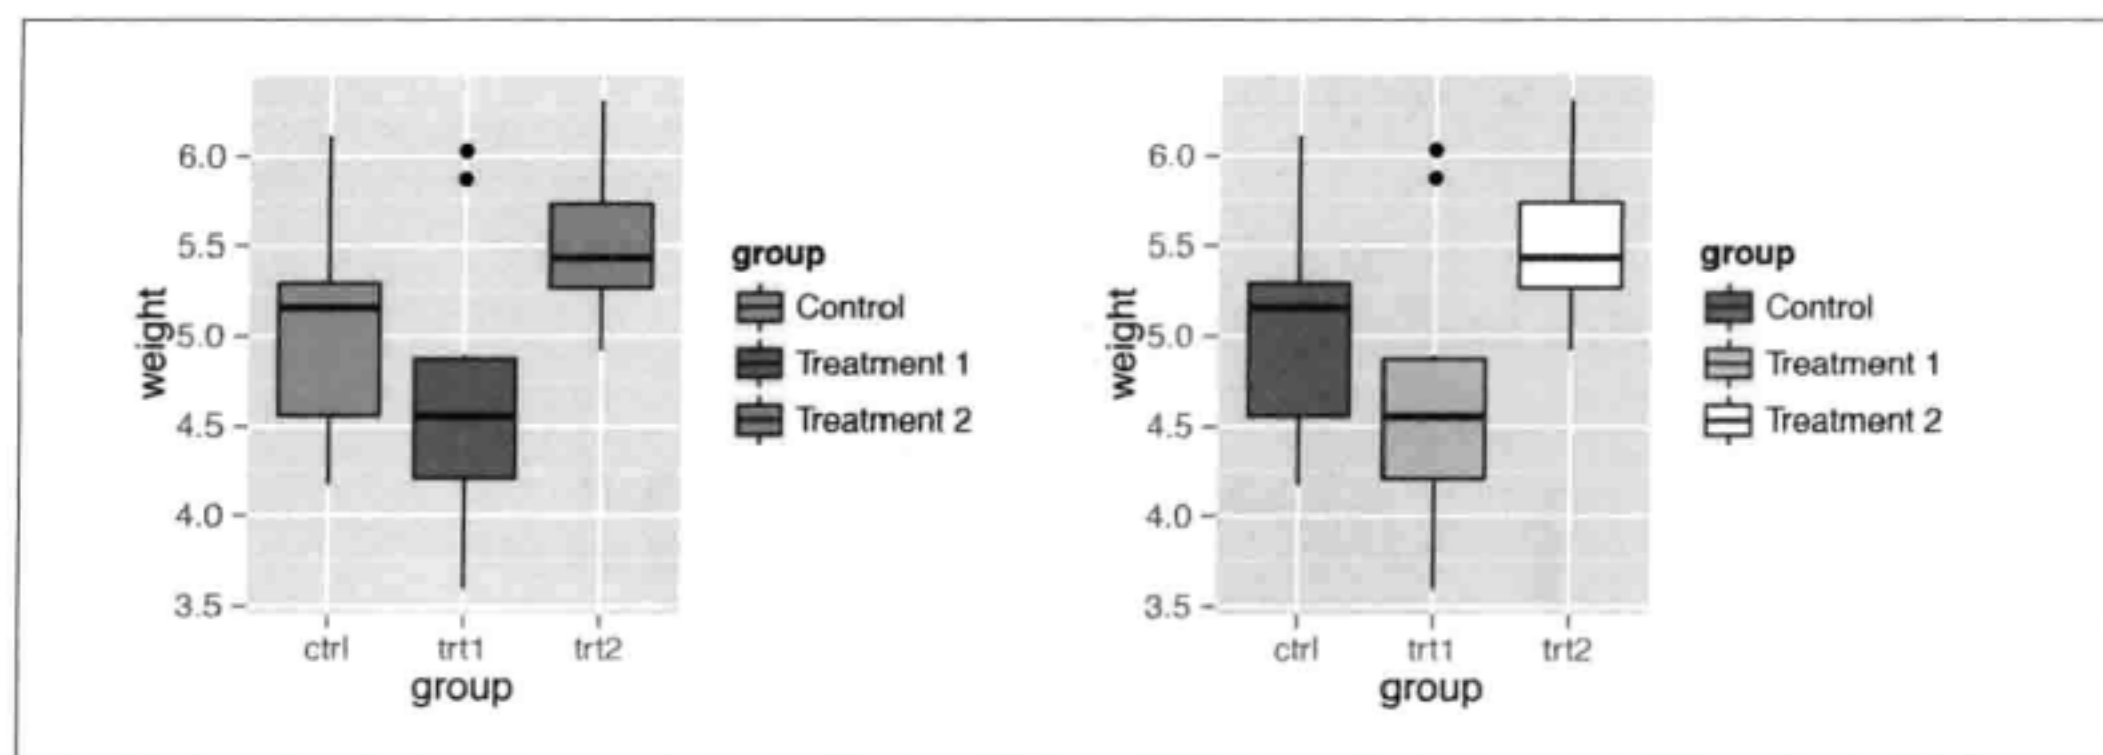 6.0
5.5
5.0
4.5
4.0
3.5
weight
ctrl trt1 trt2
group
group
Control
Treatment 1
Treatment 2
6.0
5.5
5.0
4.5
4.0
3.5
weight
ctrl trt1 trt2
group
group
Control
Treatment 1
Treatment 2